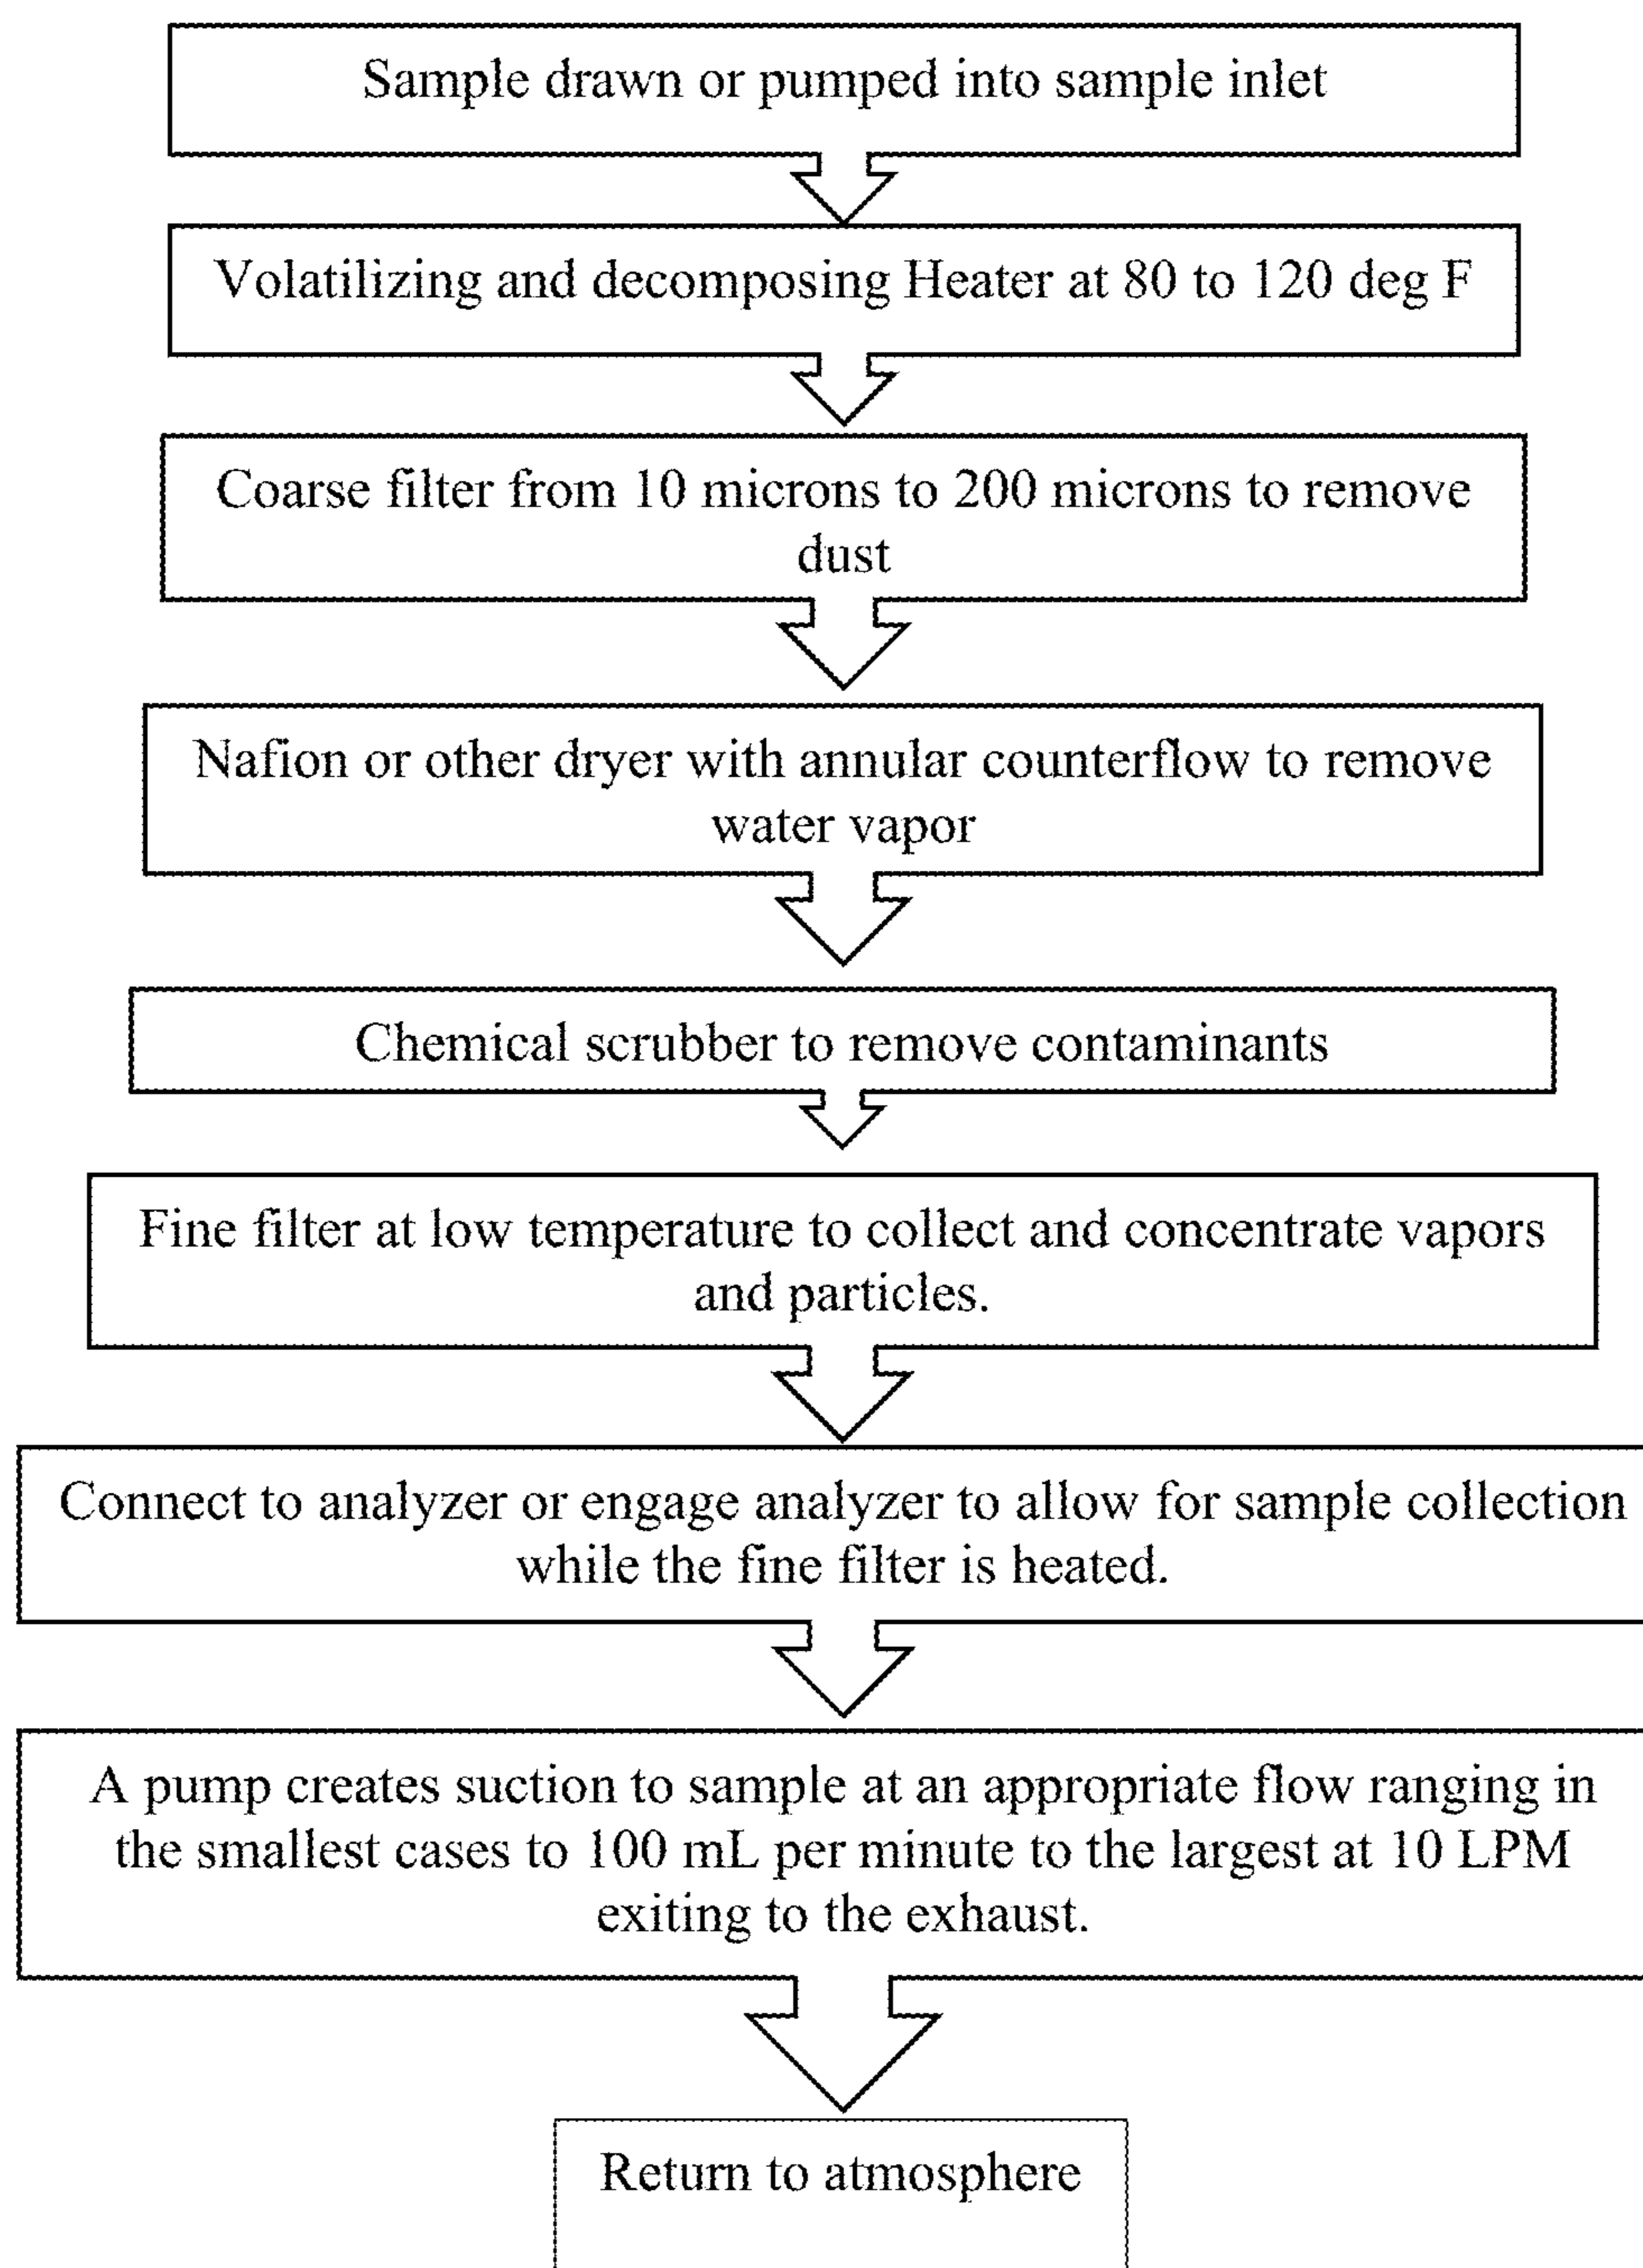 Sample drawn or pumped into sample inlet
Volatilizing and decomposing Heater at 80 to 120 deg F
Coarse filter from 10 microns to 200 microns to remove
dust
Nafion or other dryer with annular counterflow to remove
water vapor
Chemical scrubber to remove contaminants
Fine filter at low temperature to collect and concentrate vapors
and particles.
Connect to analyzer or engage analyzer to allow for sample collection
while the fine filter is heated.
A pump creates suction to sample at an appropriate flow ranging in
the smallest cases to 100 mL per minute to the largest at 10 LPM
exiting to the exhaust.
Return to atmosphere